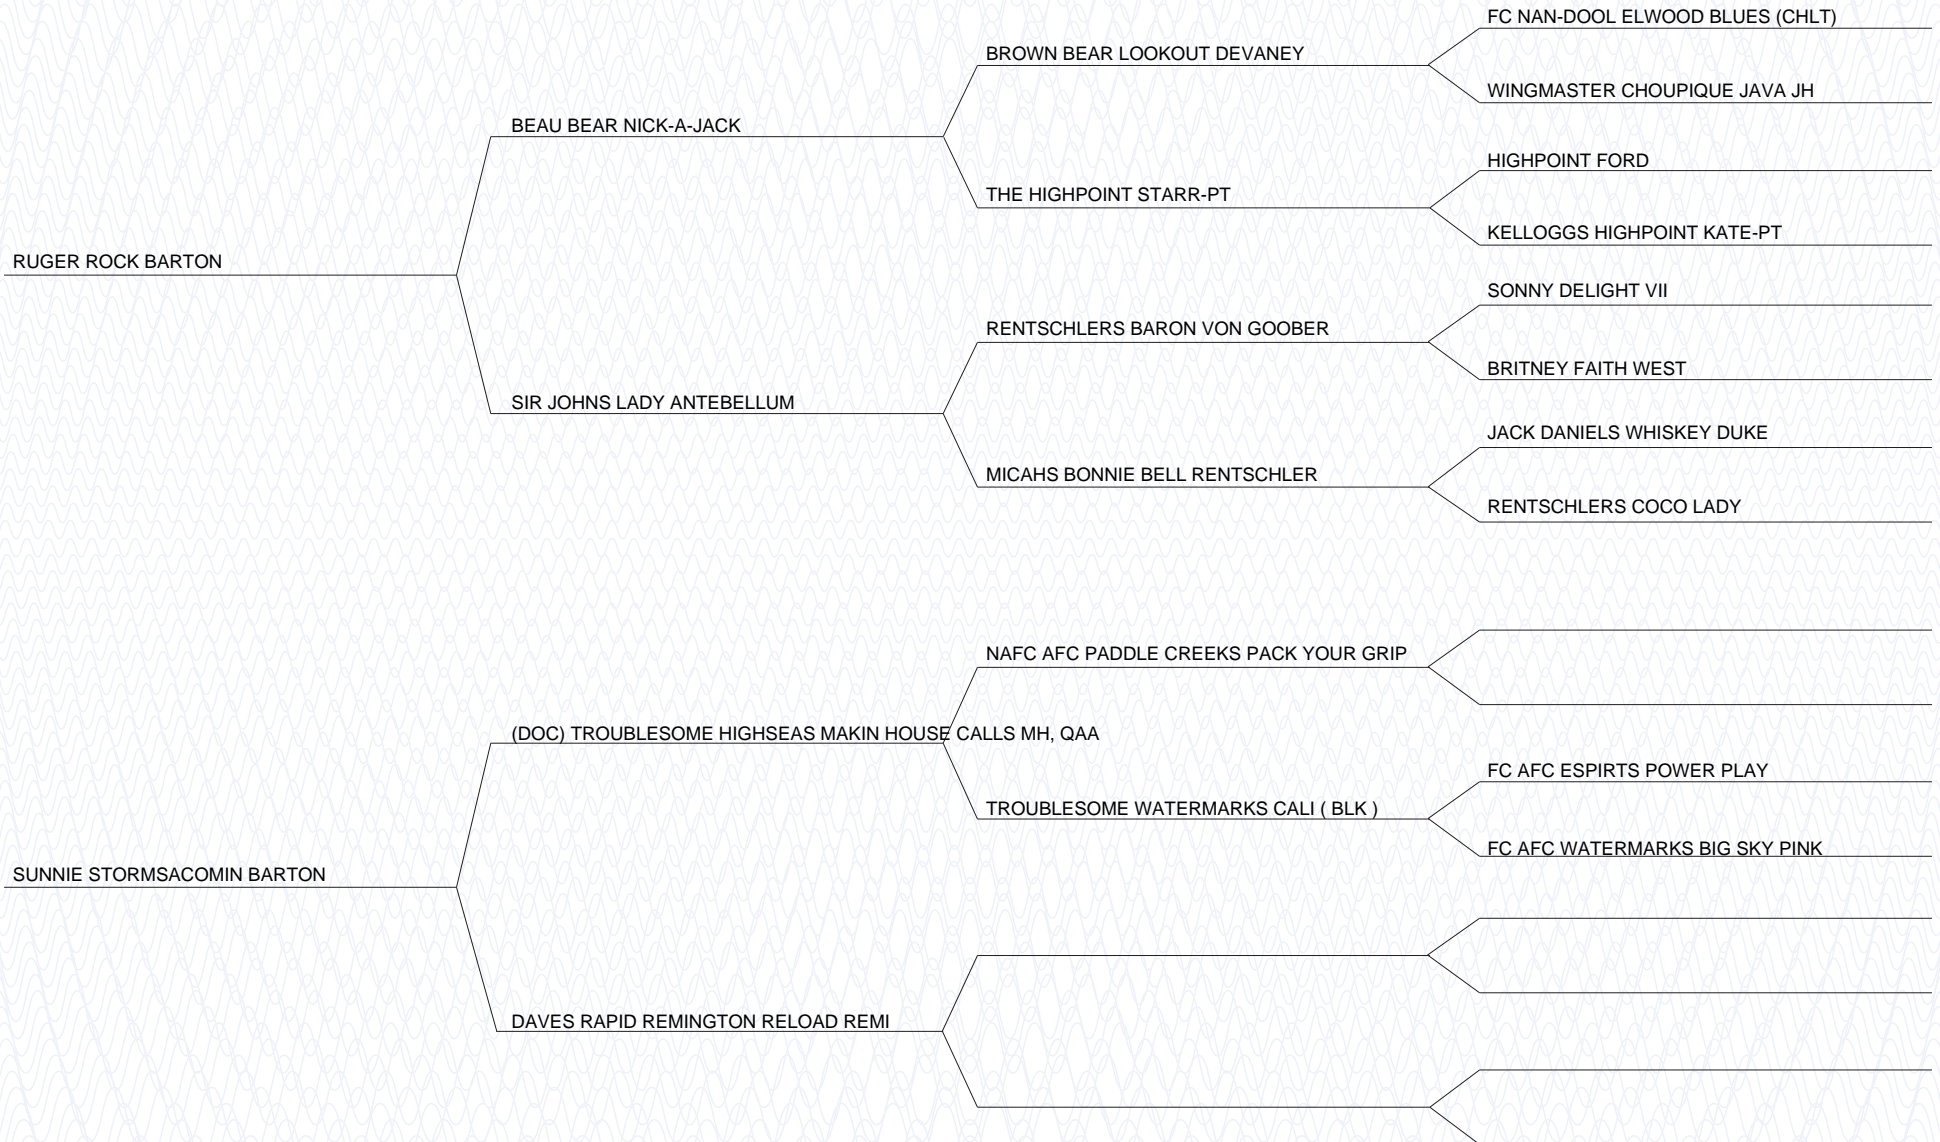 FC NAN-DOOL ELWOOD BLUES (CHLT)
BROWN BEAR LOOKOUT DEVANEY
WINGMASTER CHOUPIQUE JAVA JH
BEAU BEAR NICK-A-JACK
HIGHPOINT FORD
THE HIGHPOINT STARR-PT
KELLOGGS HIGHPOINT KATE-PT
RUGER ROCK BARTON
SONNY DELIGHT VII
RENTSCHLERS BARON VON GOOBER
BRITNEY FAITH WEST
SIR JOHNS LADY ANTEBELLUM
JACK DANIELS WHISKEY DUKE
MICAHS BONNIE BELL RENTSCHLER
RENTSCHLERS COCO LADY
NAFC AFC PADDLE CREEKS PACK YOUR GRIP
(DOC) TROUBLESOME HIGHSEAS MAKIN HOUSE CALLS MH, QAA
FC AFC ESPIRTS POWER PLAY
TROUBLESOME WATERMARKS CALI ( BLK )
FC AFC WATERMARKS BIG SKY PINK
SUNNIE STORMSACOMIN BARTON
DAVES RAPID REMINGTON RELOAD REMI